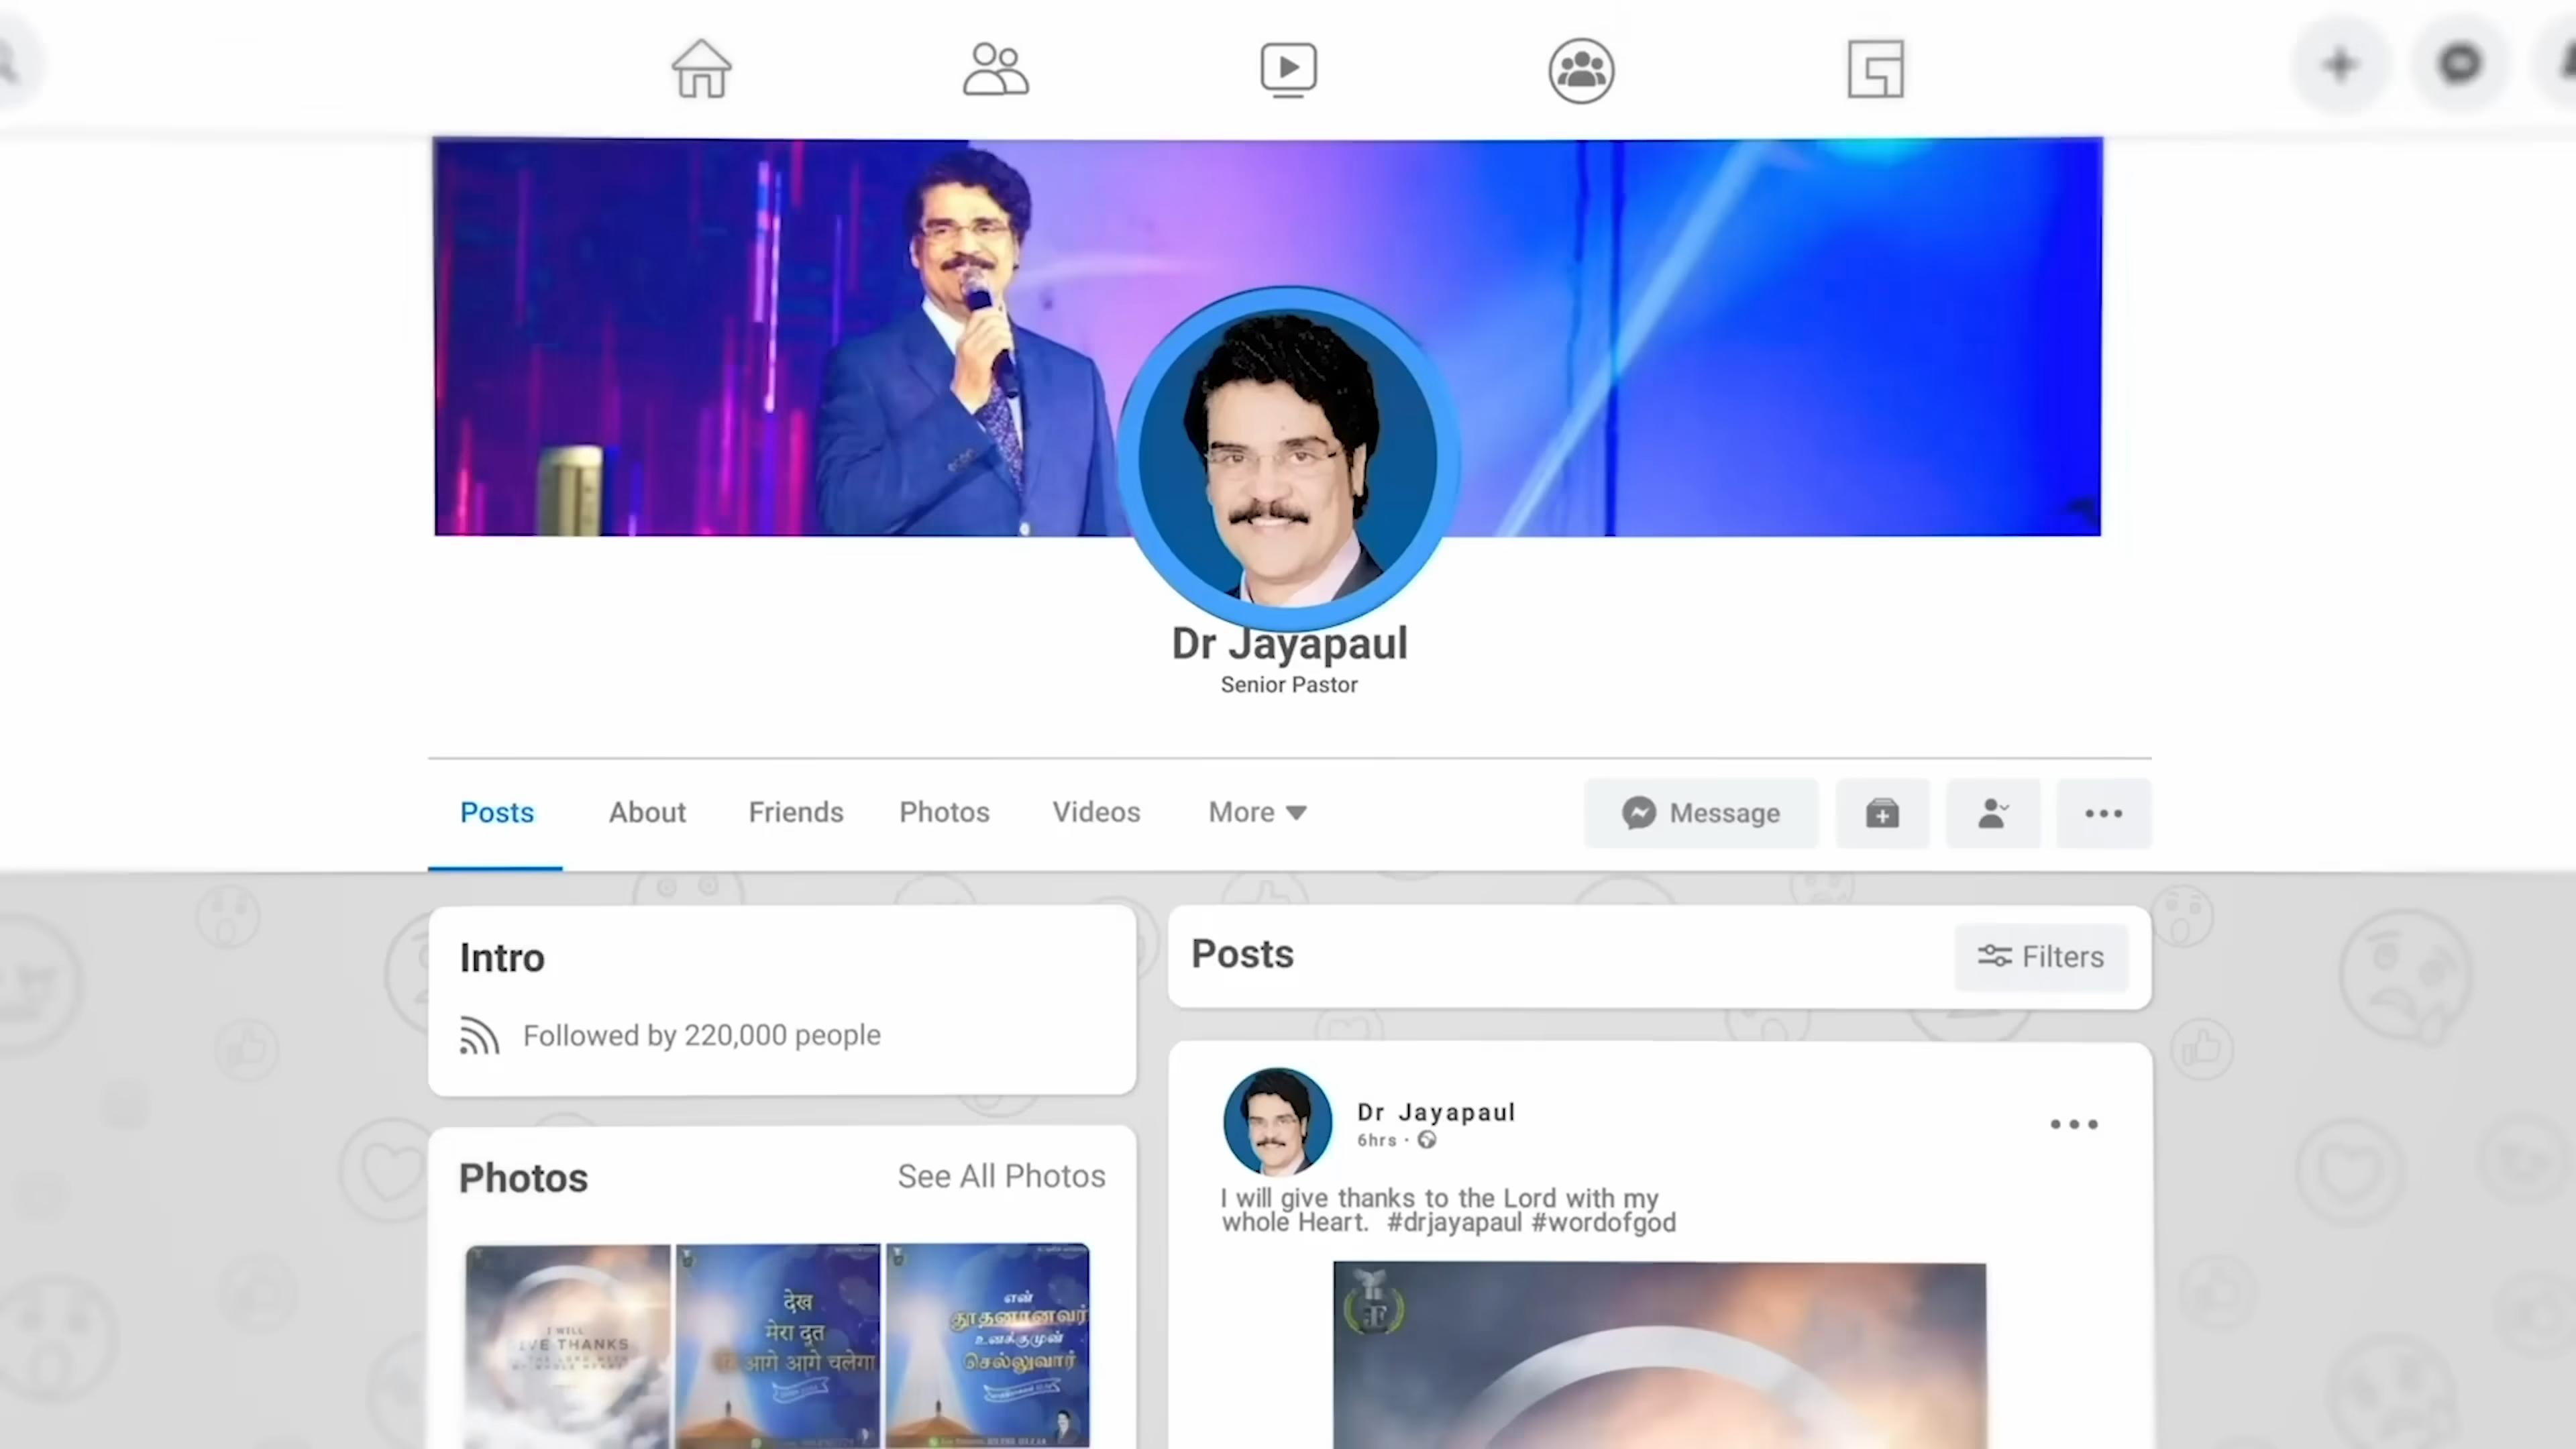 Dr Jayapaul
Senior Pastor
Posts
About
Friends
Photos
Videos
More
Message
Intro
Followed by 220,000 people
Photos
See All Photos
I WILL
GIVE THANKS
देख
मेरा दूत
आगे आगे चलेगा
என்
தூதனானவர்
உனக்குமுன்
செல்லுவார்
Posts
Filters
Dr Jayapaul
6hrs
I will give thanks to the Lord with my
whole Heart. #drjayapaul #wordofgod